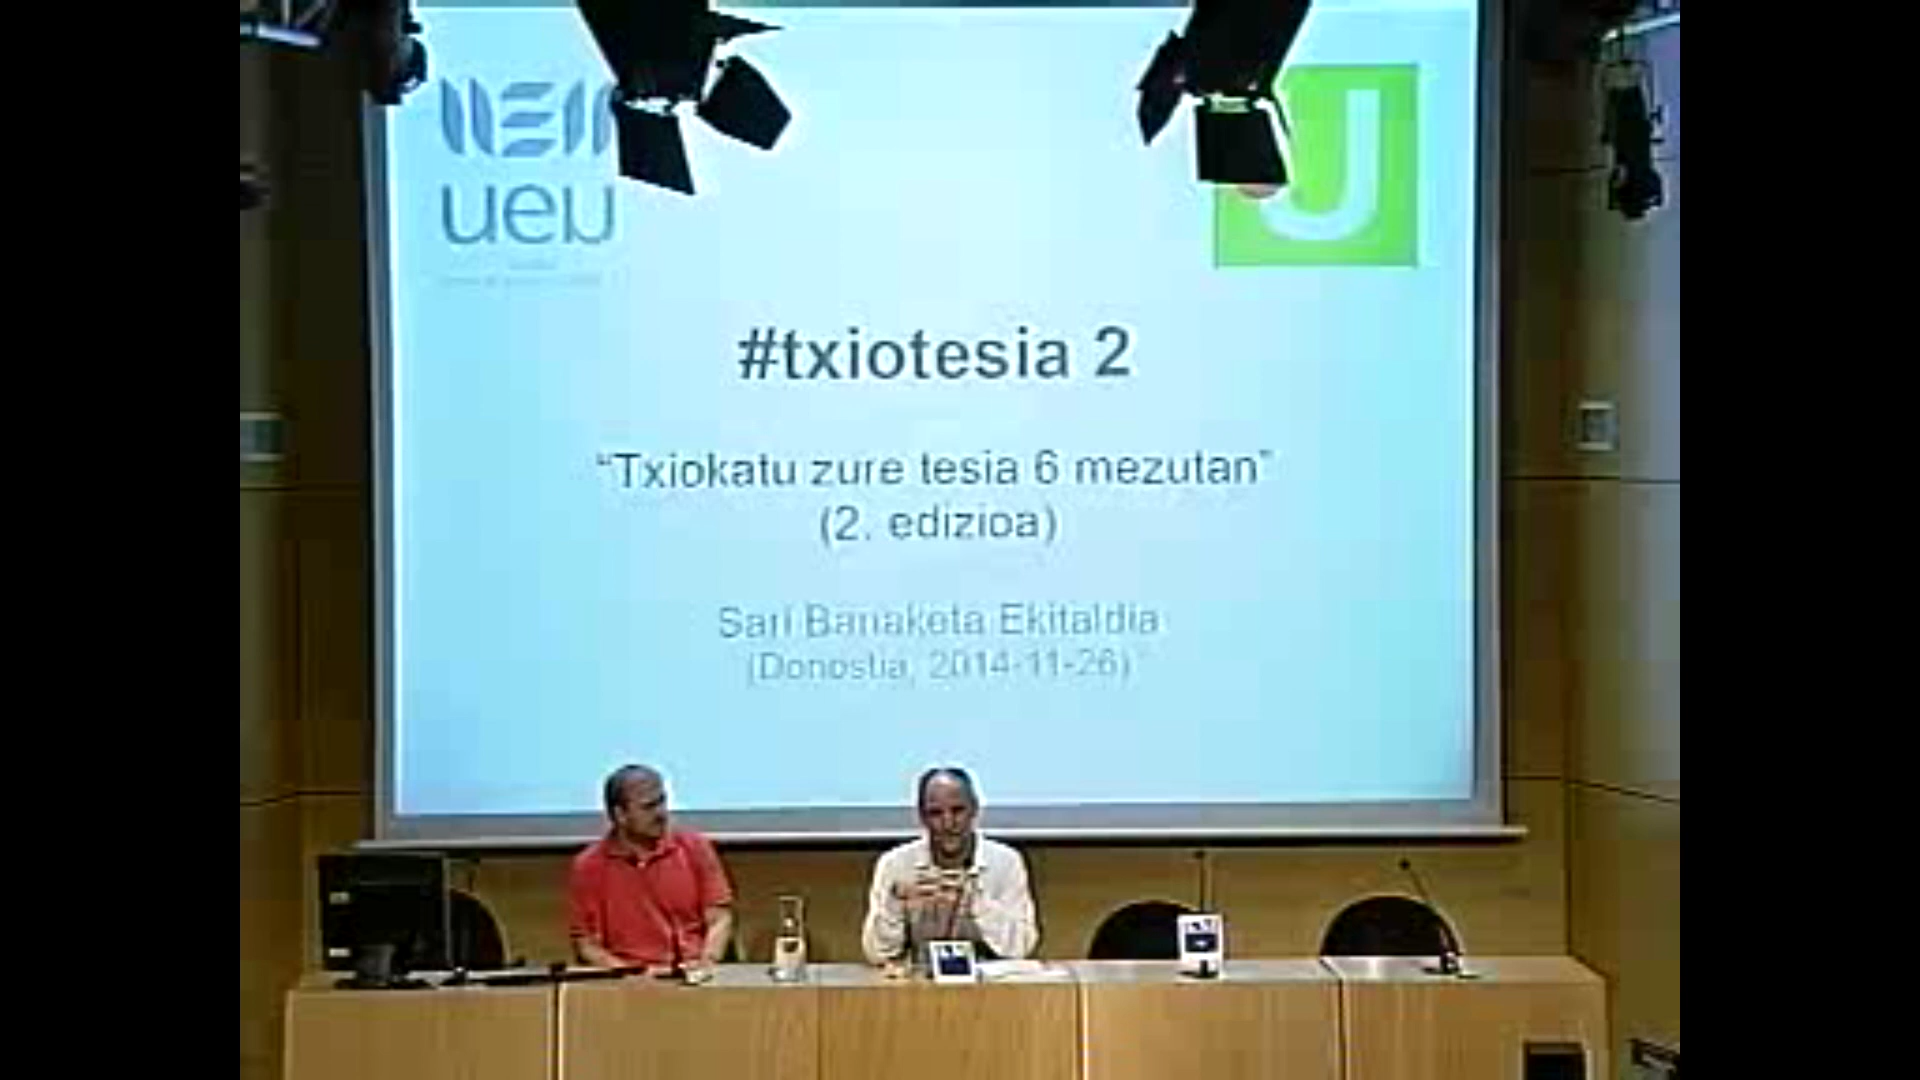 ueu
U
#txiotesia 2
“Txiokatu zure tesia 6 mezutan”
(2. edizioa)
Sari Banaketa Ekitaldia
(Donostia, 2014-11-26)